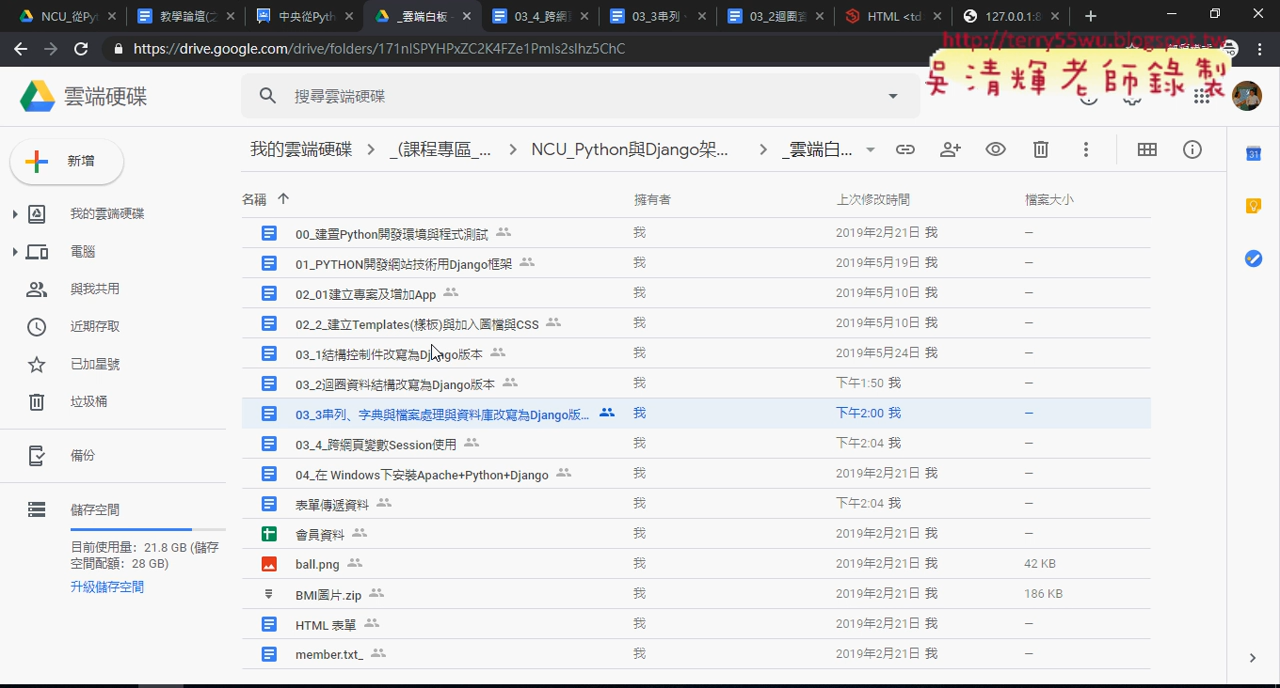 NCU_從Py
教學論壇(之
中央從Pyth
_雲端白板 -
03_4_跨網
03_3串列、
03_2迴圈資
HTML <td
127.0.0.1:8
https://drive.google.com/drive/folders/171nISPYHPxZC2K4FZe1PmIs2sIhz5ChC
http://terry55wu.blogspot.tw
吳清輝老師錄製
雲端硬碟
搜尋雲端硬碟
新增
我的雲端硬碟 > _(課程專區_... > NCU_Python與Django架... > _雲端白...
名稱 擁有者 上次修改時間 檔案大小
我的雲端硬碟
電腦
與我共用
近期存取
已加星號
垃圾桶
備份
儲存空間
目前使用量：21.8 GB (儲存
空間配額：28 GB)
升級儲存空間
00_建置Python開發環境與程式測試 我 2019年2月21日 我 –
01_PYTHON開發網站技術用Django框架 我 2019年5月19日 我 –
02_01建立專案及增加App 我 2019年5月10日 我 –
02_2_建立Templates(樣板)與加入圖檔與CSS 我 2019年5月10日 我 –
03_1結構控制件改寫為Django版本 我 2019年5月24日 我 –
03_2迴圈資料結構改寫為Django版本 我 下午1:50 我 –
03_3串列、字典與檔案處理與資料庫改寫為Django版... 我 下午2:00 我 –
03_4_跨網頁變數Session使用 我 下午2:04 我 –
04_在 Windows下安裝Apache+Python+Django 我 2019年2月21日 我 –
表單傳遞資料 我 下午2:04 我 –
會員資料 我 2019年2月21日 我 –
ball.png 我 2019年2月21日 我 42 KB
BMI圖片.zip 我 2019年2月21日 我 186 KB
HTML 表單 我 2019年2月21日 我 –
member.txt_ 我 2019年2月21日 我 –
31